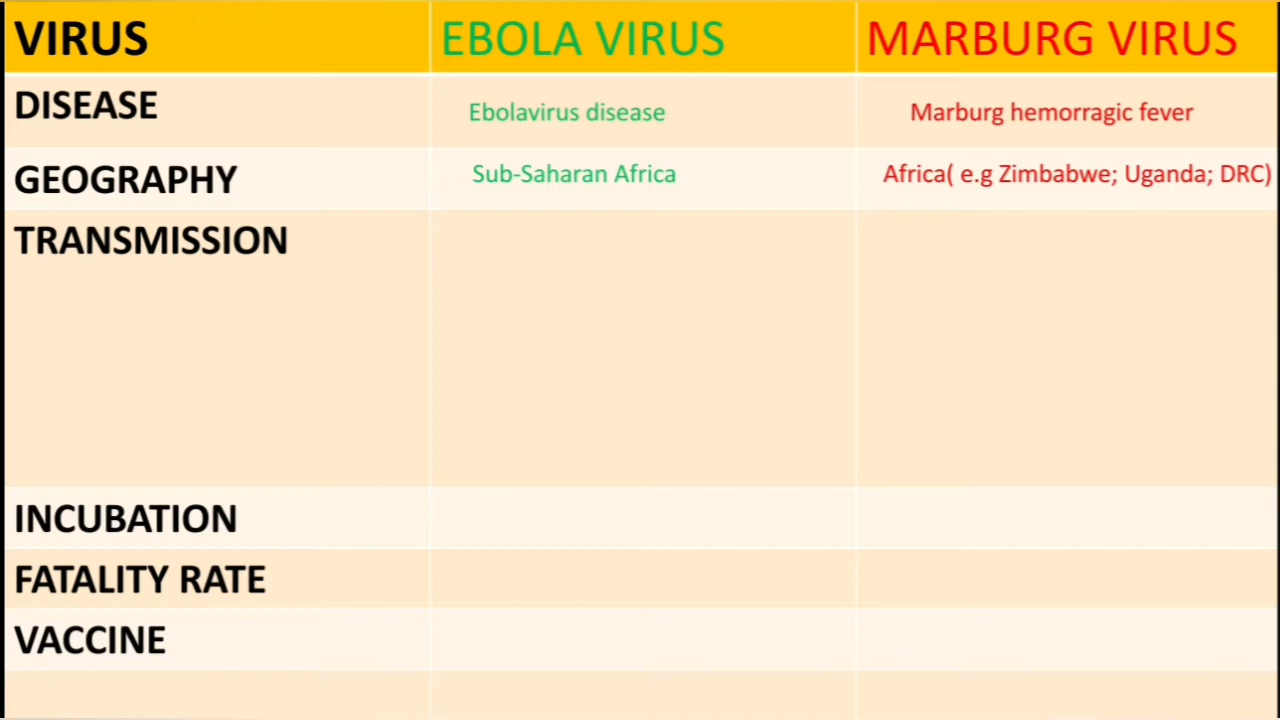 VIRUS EBOLA VIRUS MARBURG VIRUS
DISEASE Ebolavirus disease Marburg hemorragic fever
GEOGRAPHY Sub-Saharan Africa Africa( e.g Zimbabwe; Uganda; DRC)
TRANSMISSION
INCUBATION
FATALITY RATE
VACCINE